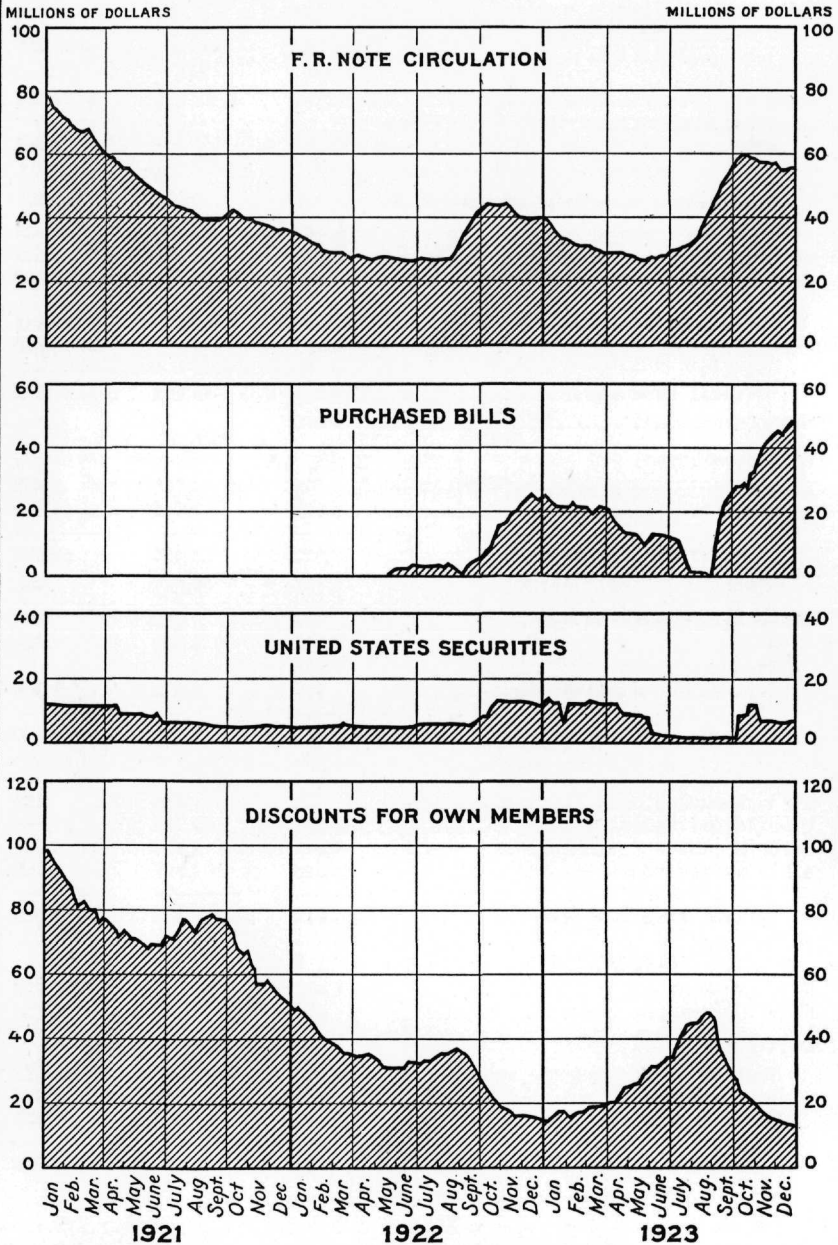 MILLIONS OF DOLLARS MILLIONS OF DOLLARS
F.R. NOTE CIRCULATION
100 100
80 80
60 60
40 40
20 20
0 0
PURCHASED BILLS
60 60
40 40
20 20
0 0
UNITED STATES SECURITIES
40 40
20 20
0 0
DISCOUNTS FOR OWN MEMBERS
120 120
100 100
80 80
60 60
40 40
20 20
0 0
Jan Feb. Mar. Apr. May June July Aug Sept. Oct Nov Dec Jan. Feb. Mar Apr. May June July Aug. Sept. Oct. Nov. Dec. Jan Feb. Mar. Apr. May June July Aug. Sept. Oct. Nov. Dec.
1921 1922 1923